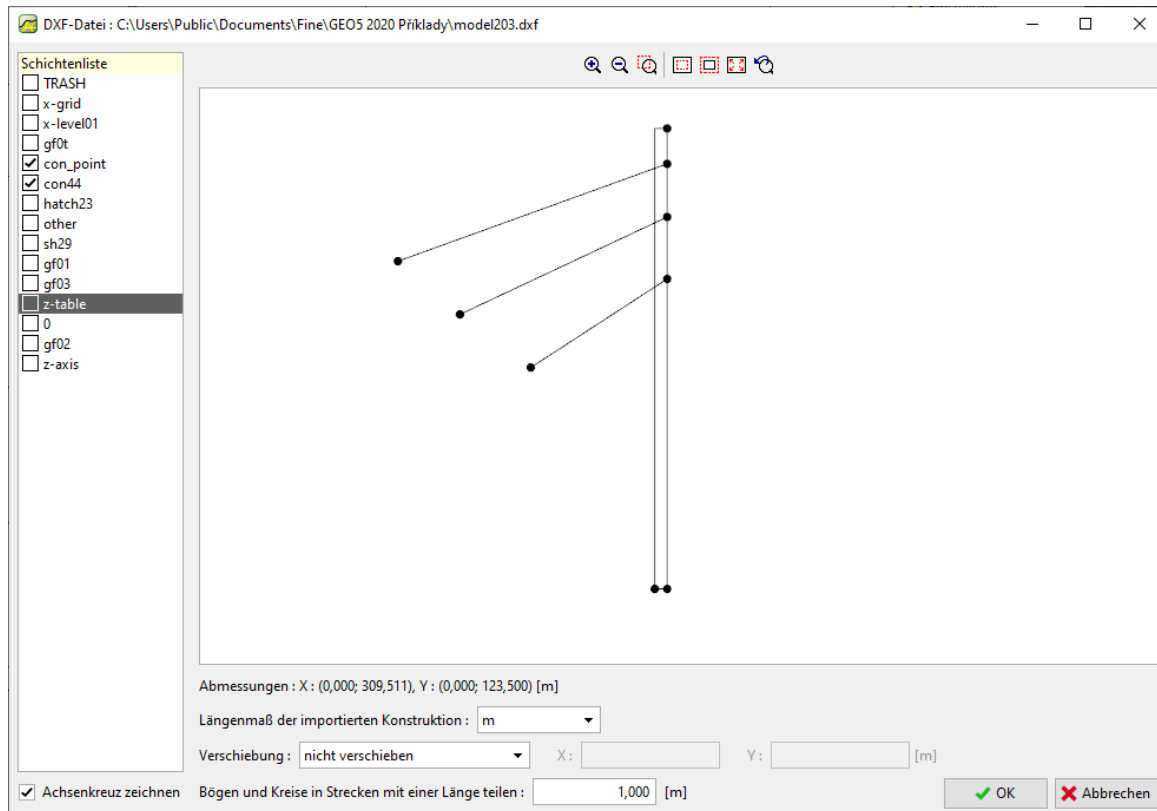 DXF-Datei : C:\Users\Public\Documents\Fine\GEO5 2020 Příklady\model203.dxf
Schichtenliste
TRASH
x-grid
x-level01
gf0t
con_point
con44
hatch23
other
sh29
gf01
gf03
z-table
0
gf02
z-axis
Abmessungen : X : (0,000; 309,511), Y : (0,000; 123,500) [m]
Längenmaß der importierten Konstruktion : m
Verschiebung : nicht verschieben X : Y : [m]
Achsenkreuz zeichnen Bögen und Kreise in Strecken mit einer Länge teilen : 1,000 [m] OK Abbrechen